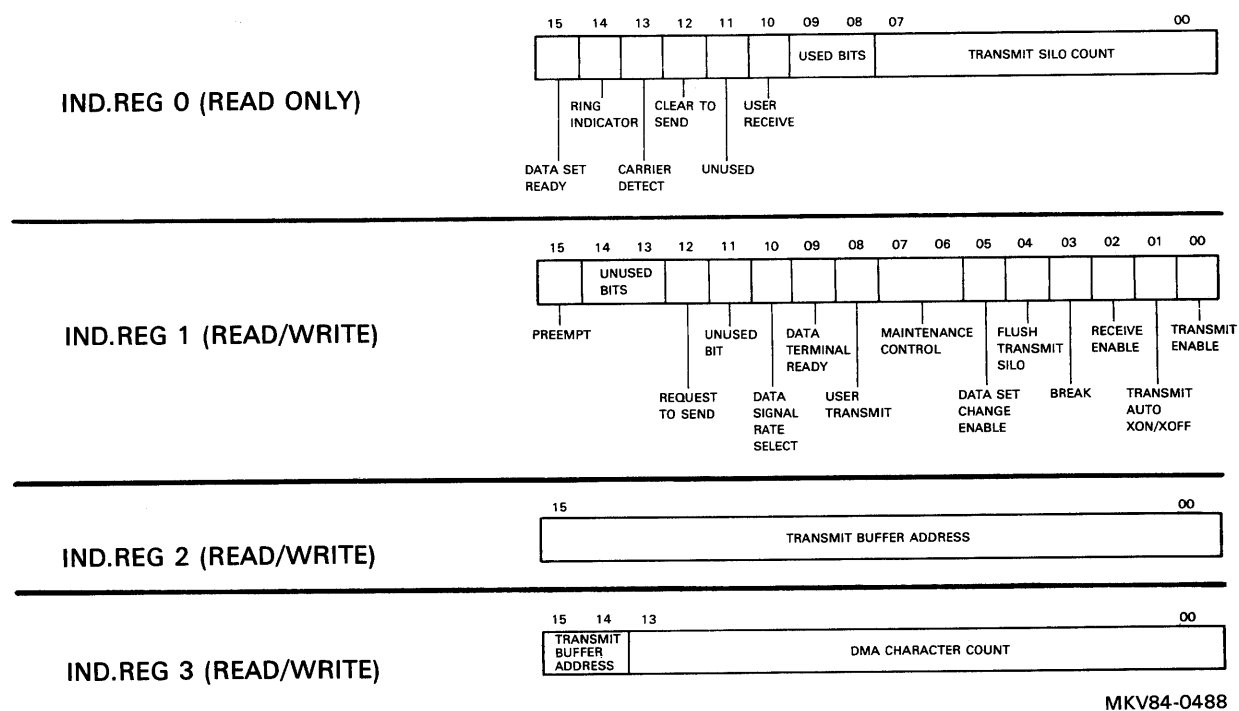 15 14 13 12 11 10 09 08 07 00
USED BITS TRANSMIT SILO COUNT
IND.REG 0 (READ ONLY)
RING INDICATOR
CLEAR TO SEND
USER RECEIVE
DATA SET READY
CARRIER DETECT
UNUSED
15 14 13 12 11 10 09 08 07 06 05 04 03 02 01 00
UNUSED BITS
IND.REG 1 (READ/WRITE)
PREEMPT
UNUSED BIT
DATA TERMINAL READY
MAINTENANCE CONTROL
FLUSH TRANSMIT SILO
RECEIVE ENABLE
TRANSMIT ENABLE
REQUEST TO SEND
DATA SIGNAL RATE SELECT
USER TRANSMIT
DATA SET CHANGE ENABLE
BREAK
TRANSMIT AUTO XON/XOFF
15 00
TRANSMIT BUFFER ADDRESS
IND.REG 2 (READ/WRITE)
15 14 13 00
TRANSMIT BUFFER ADDRESS
DMA CHARACTER COUNT
IND.REG 3 (READ/WRITE)
MKV84-0488